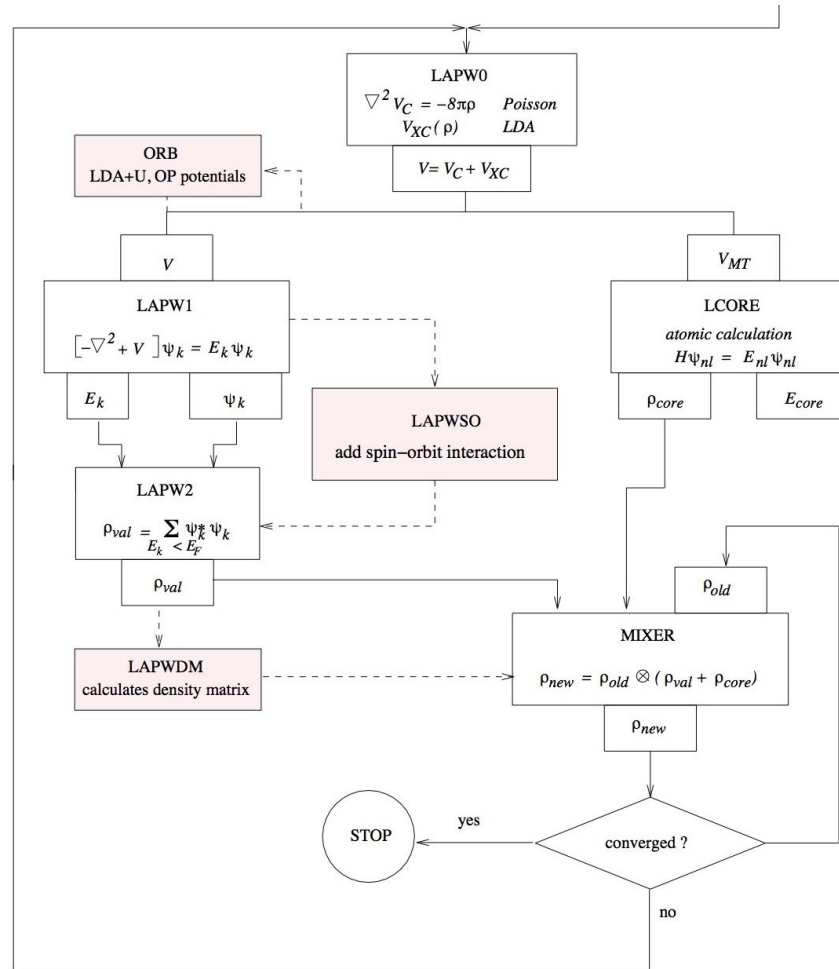 LAPW0
▽² V_C = −8πρ Poisson
V_XC(ρ) LDA
V = V_C + V_XC
ORB
LDA+U, OP potentials
V
LAPW1
[−▽² + V ]ψ_k = E_k ψ_k
E_k
ψ_k
V_MT
LCORE
atomic calculation
Hψ_nl = E_nl ψ_nl
ρ_core
E_core
LAPWSO
add spin−orbit interaction
LAPW2
ρ_val = Σ ψ*_k ψ_k
E_k < E_F
ρ_val
ρ_old
LAPWDM
calculates density matrix
MIXER
ρ_new = ρ_old ⊗ (ρ_val + ρ_core)
ρ_new
STOP
yes
converged ?
no